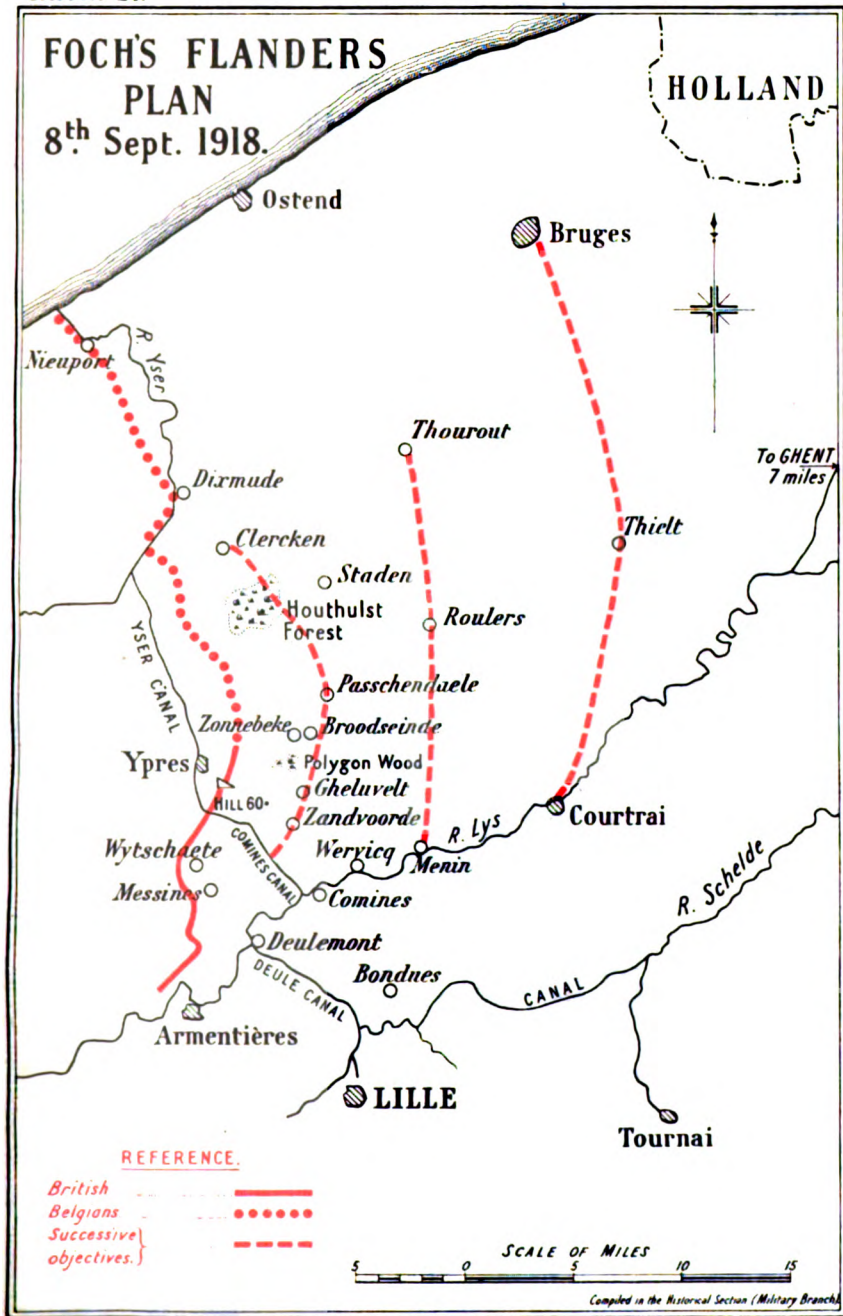 FOCH'S FLANDERS
PLAN
8th Sept. 1918.
HOLLAND
Ostend
Bruges
R. Yser
Nieuport
Thourout
To GHENT
7 miles
Dixmude
Clercken
Thielt
Staden
Houthulst
Forest
Roulers
YSER CANAL
Passchendaele
Zonnebeke
Broodseinde
Ypres
Polygon Wood
Gheluvelt
HILL 60
Zandvoorde
Courtrai
R. Lys
COMINES CANAL
Wytschaete
Wervicq
Menin
Messines
Comines
R. Schelde
Deulemont
DEULE CANAL
Bondues
CANAL
Armentières
LILLE
Tournai
REFERENCE.
British
Belgians
Successive
objectives.
SCALE OF MILES
5 0 5 10 15
Compiled in the Historical Section (Military Branch)